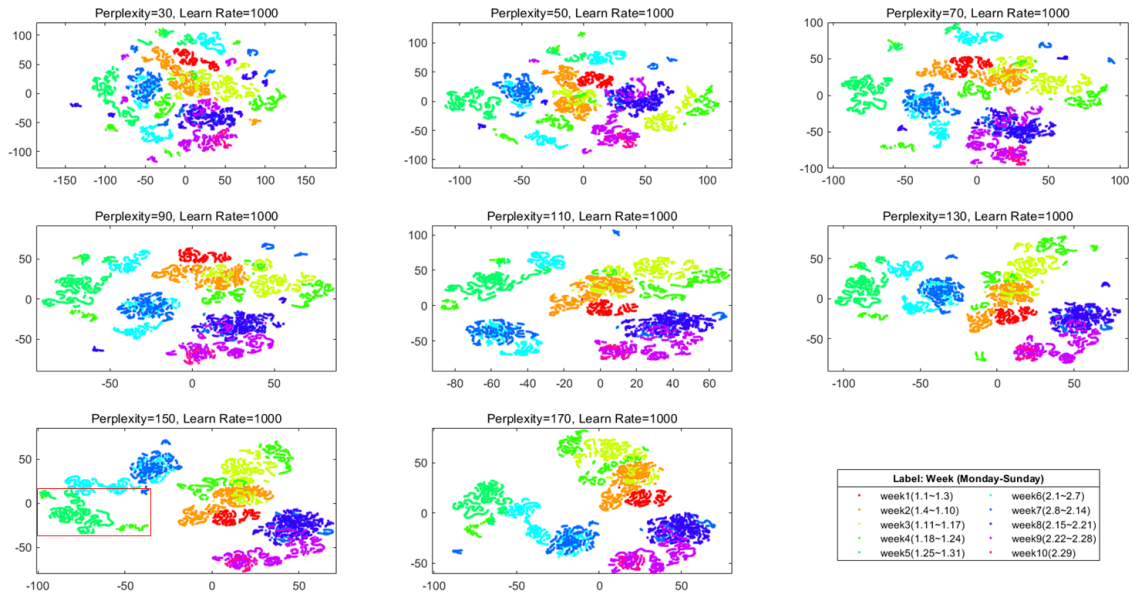 Perplexity=30, Learn Rate=1000
100
50
0
-50
-100
-150 -100 -50 0 50 100 150
Perplexity=50, Learn Rate=1000
100
50
0
-50
-100
-100 -50 0 50 100
Perplexity=70, Learn Rate=1000
100
50
0
-50
-100
-100 -50 0 50 100
Perplexity=90, Learn Rate=1000
50
0
-50
-50 0 50
Perplexity=110, Learn Rate=1000
100
50
0
-50
-80 -60 -40 -20 0 20 40 60
Perplexity=130, Learn Rate=1000
50
0
-50
-100 -50 0 50
Perplexity=150, Learn Rate=1000
50
0
-50
-100 -50 0 50
Perplexity=170, Learn Rate=1000
50
0
-50
-100 -50 0 50
Label: Week (Monday-Sunday)
week1(1.1~1.3) week6(2.1~2.7)
week2(1.4~1.10) week7(2.8~2.14)
week3(1.11~1.17) week8(2.15~2.21)
week4(1.18~1.24) week9(2.22~2.28)
week5(1.25~1.31) week10(2.29)